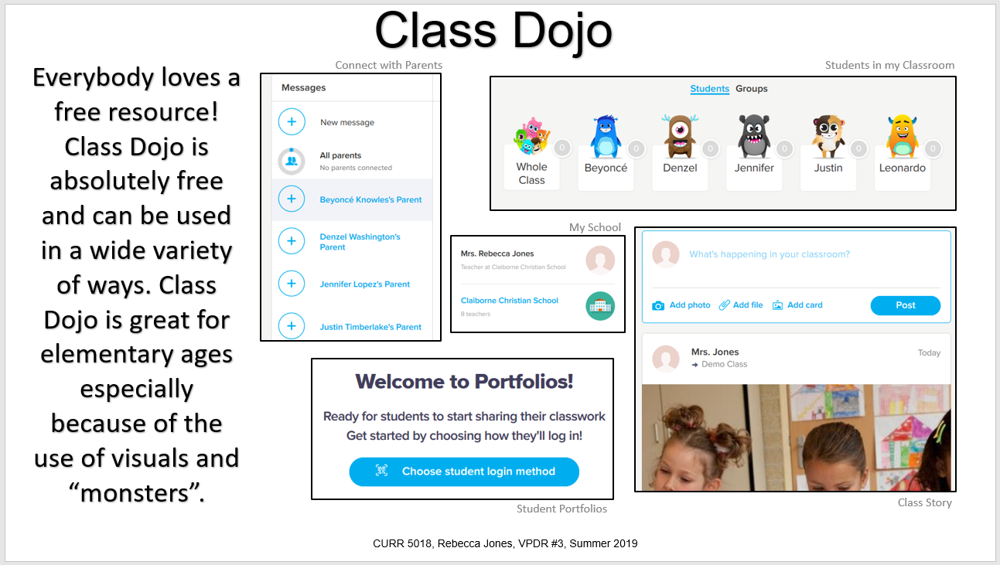 Class Dojo
Everybody loves a
free resource!
Class Dojo is
absolutely free
and can be used
in a wide variety
of ways. Class
Dojo is great for
elementary ages
especially
because of the
use of visuals and
“monsters”.
Connect with Parents
Messages
New message
All parents
No parents connected
Beyoncé Knowles's Parent
Denzel Washington's
Parent
Jennifer Lopez's Parent
Justin Timberlake's Parent
Students in my Classroom
Students Groups
0 0 0 0 0 0
Whole
Class
Beyoncé
Denzel
Jennifer
Justin
Leonardo
My School
Mrs. Rebecca Jones
Teacher at Claiborne Christian School
Claiborne Christian School
8 teachers
What's happening in your classroom?
Add photo Add file Add card Post
Mrs. Jones
Today
Demo Class
Class Story
Welcome to Portfolios!
Ready for students to start sharing their classwork
Get started by choosing how they'll log in!
Choose student login method
Student Portfolios
CURR 5018, Rebecca Jones, VPDR #3, Summer 2019